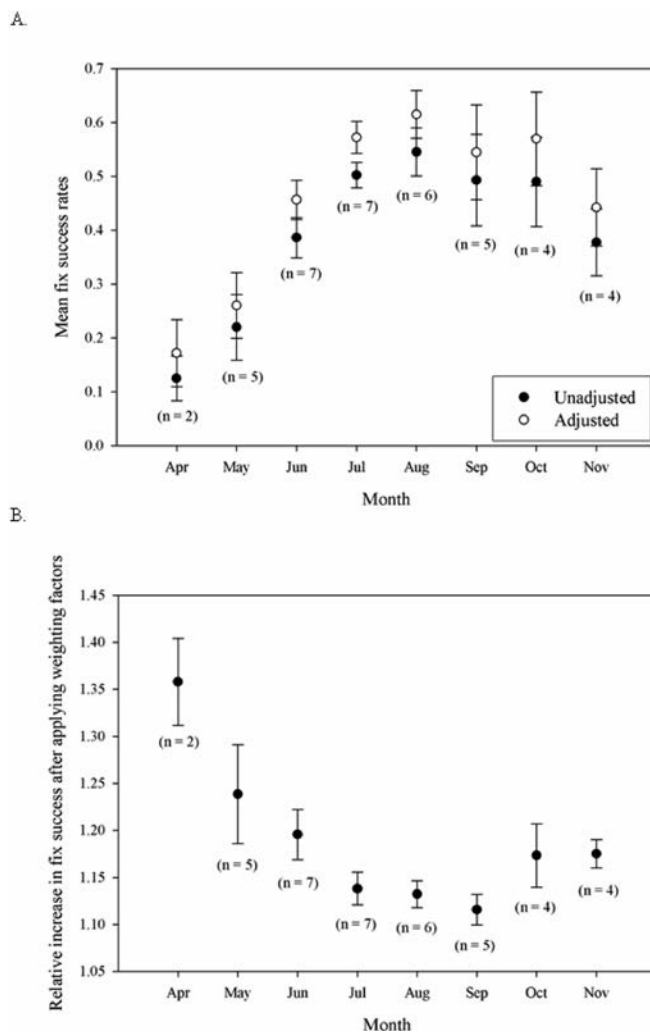 A.
Mean fix success rates
0.7
0.6
0.5
0.4
0.3
0.2
0.1
0.0
(n = 2)
(n = 5)
(n = 7)
(n = 7)
(n = 6)
(n = 5)
(n = 4)
(n = 4)
Unadjusted
Adjusted
Apr May Jun Jul Aug Sep Oct Nov
Month
B.
Relative increase in fix success after applying weighting factors
1.45
1.40
1.35
1.30
1.25
1.20
1.15
1.10
1.05
(n = 2)
(n = 5)
(n = 7)
(n = 7)
(n = 6)
(n = 5)
(n = 4)
(n = 4)
Apr May Jun Jul Aug Sep Oct Nov
Month